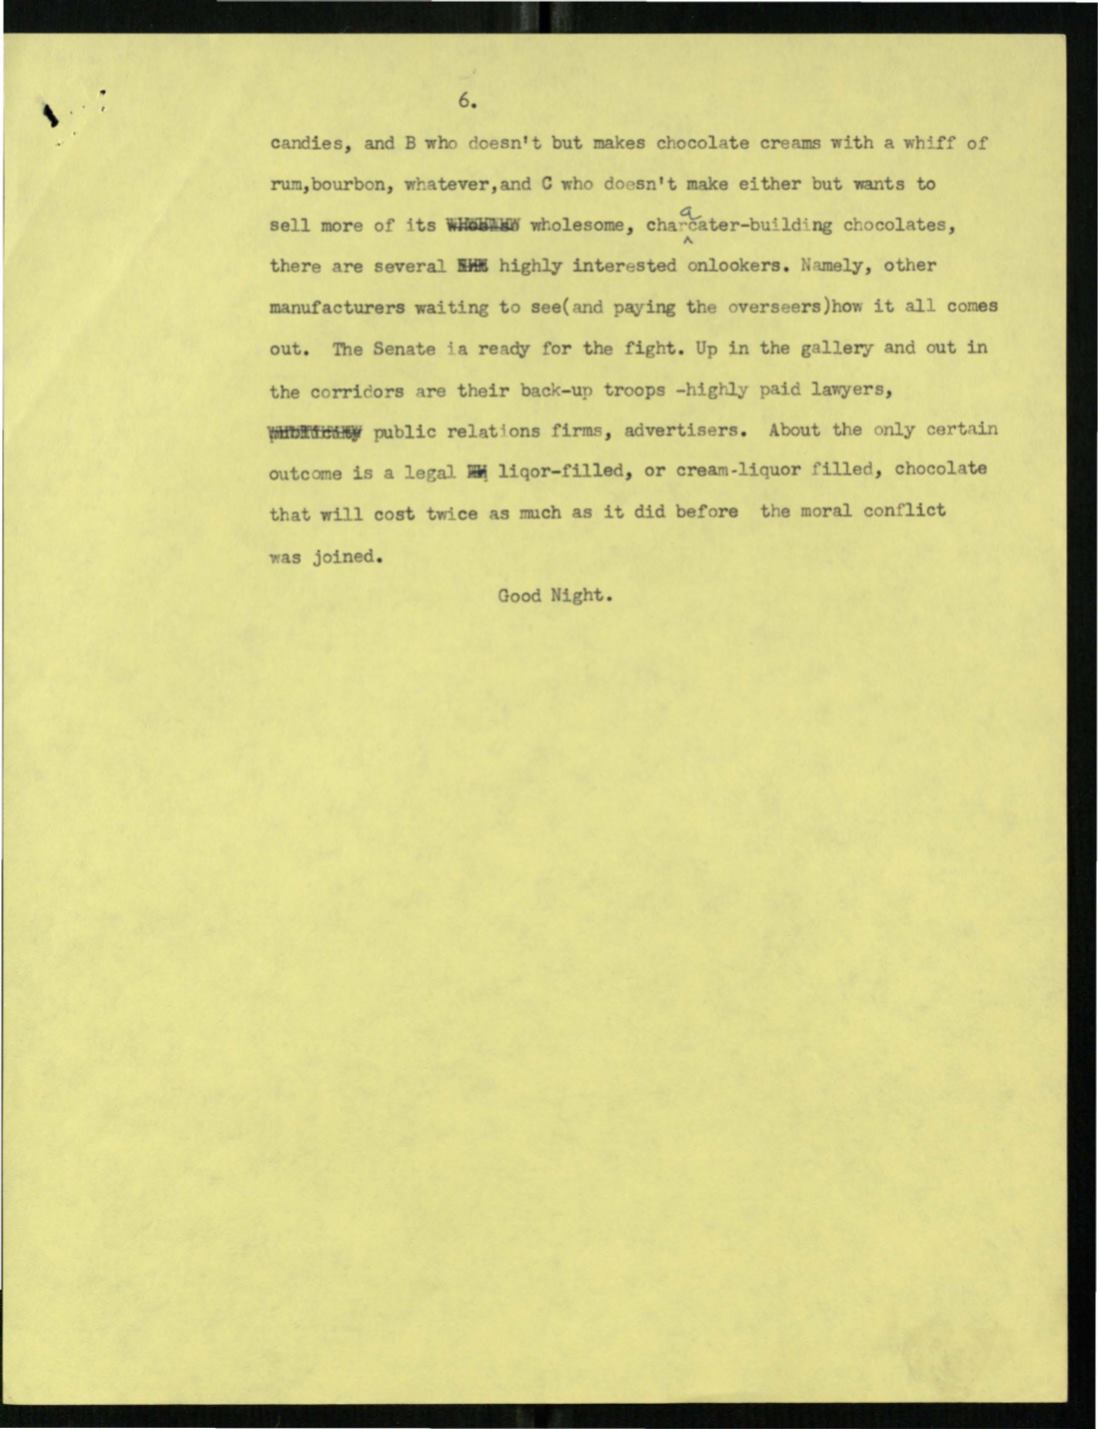 6.
candies, and B who doesn't but makes chocolate creams with a whiff of
rum,bourbon, whatever,and C who doesn't make either but wants to
sell more of its wholesome, charcater-building chocolates,
a
there are several highly interested onlookers. Namely, other
manufacturers waiting to see(and paying the overseers)how it all comes
out. The Senate ia ready for the fight. Up in the gallery and out in
the corridors are their back-up troops -highly paid lawyers,
public relations firms, advertisers. About the only certain
outcome is a legal liqor-filled, or cream-liquor filled, chocolate
that will cost twice as much as it did before the moral conflict
was joined.
Good Night.